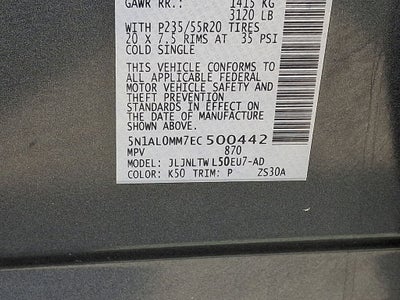 GAWR RR.: 1415 KG
3120 LB
WITH P235/55R20 TIRES
20 X 7.5 RIMS AT 35 PSI
COLD SINGLE
THIS VEHICLE CONFORMS TO
ALL APPLICABLE FEDERAL
MOTOR VEHICLE SAFETY AND
THEFT PREVENTION
STANDARDS IN EFFECT ON
THE DATE OF MANUFACTURE
SHOWN ABOVE.
5N1AL0MM7EC500442
MPV 870
MODEL: JLJNLTWL50EU7-AD
COLOR: K50 TRIM: P ZS30A